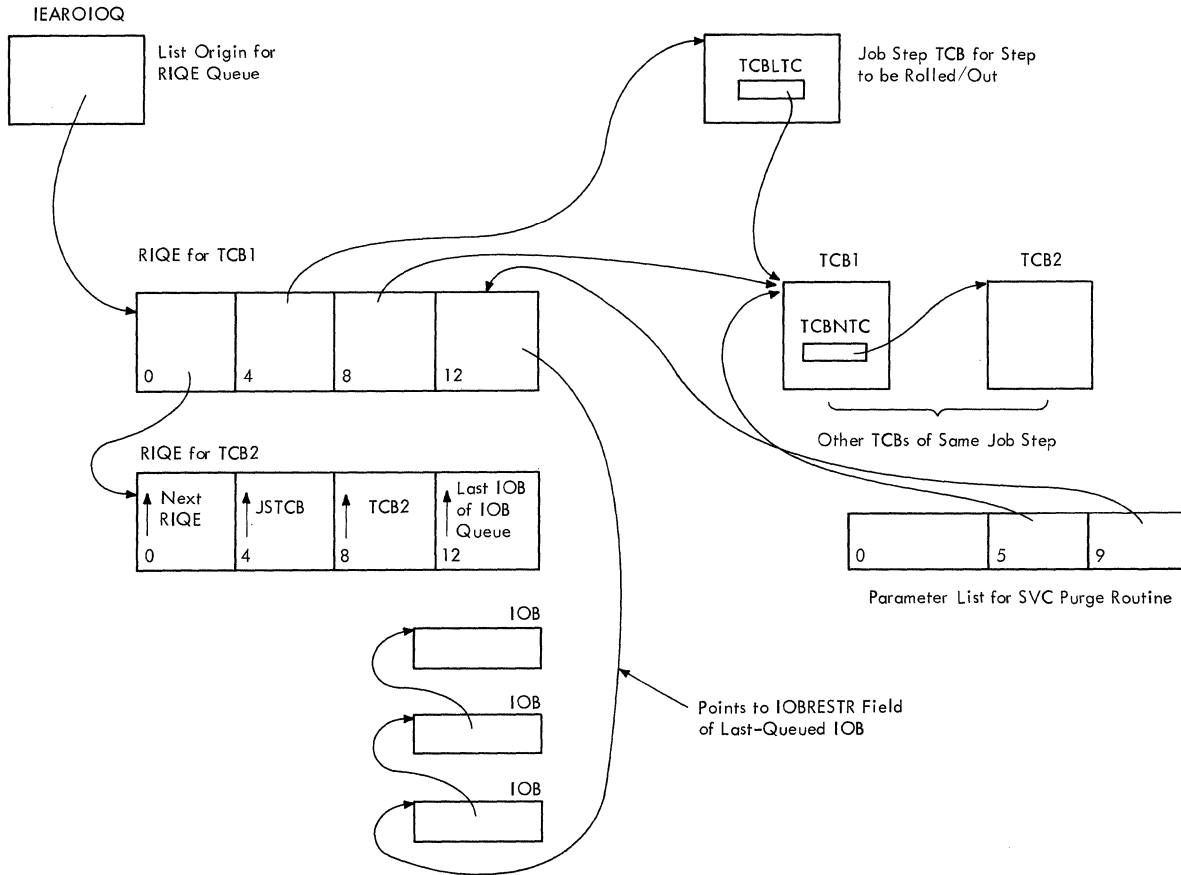 IEAROIOQ
List Origin for
RIQE Queue
TCBLTC
Job Step TCB for Step
to be Rolled/Out
RIQE for TCB1
0
4
8
12
TCB1
TCBNTC
TCB2
Other TCBs of Same Job Step
RIQE for TCB2
Next
RIQE
0
JSTCB
4
TCB2
8
Last IOB
of IOB
Queue
12
0
5
9
Parameter List for SVC Purge Routine
IOB
IOB
IOB
Points to IOBRESTR Field
of Last-Queued IOB